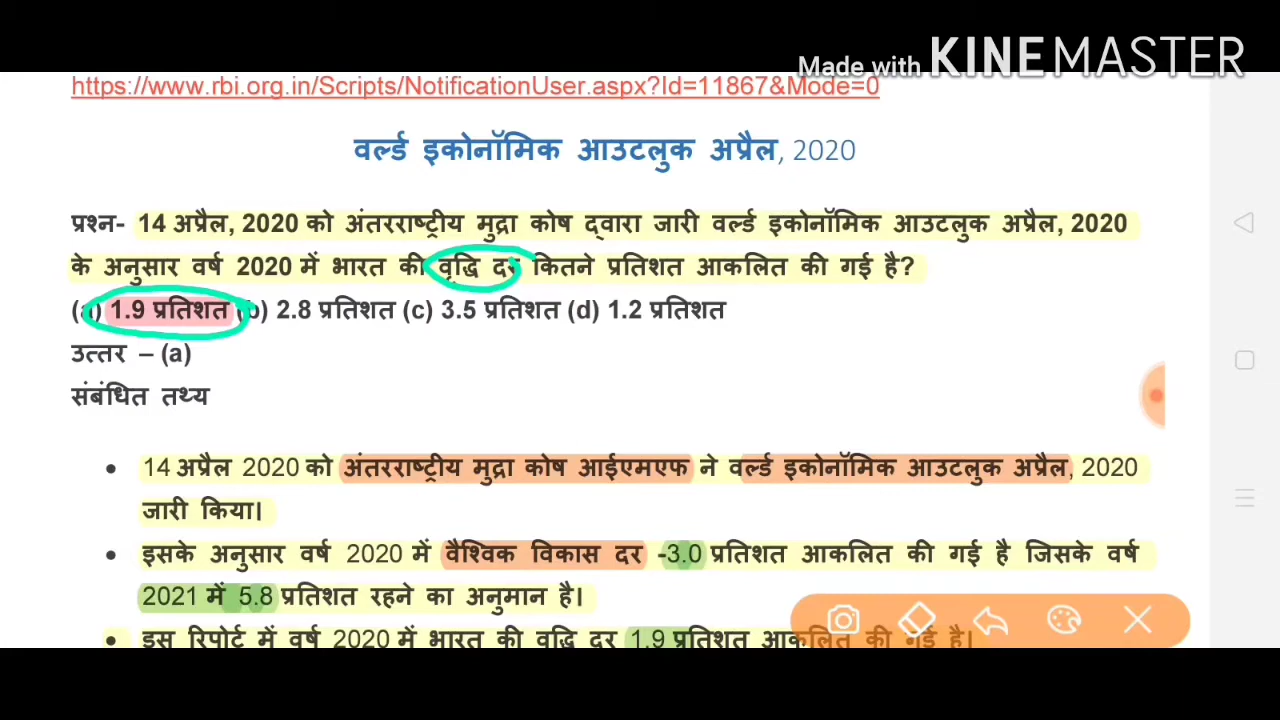 Made with KINEMASTER
https://www.rbi.org.in/Scripts/NotificationUser.aspx?Id=11867&Mode=0
वर्ल्ड इकोनॉमिक आउटलुक अप्रैल, 2020
प्रश्न- 14 अप्रैल, 2020 को अंतरराष्ट्रीय मुद्रा कोष द्वारा जारी वर्ल्ड इकोनॉमिक आउटलुक अप्रैल, 2020
के अनुसार वर्ष 2020 में भारत की वृद्धि दर कितने प्रतिशत आकलित की गई है?
(a) 1.9 प्रतिशत (b) 2.8 प्रतिशत (c) 3.5 प्रतिशत (d) 1.2 प्रतिशत
उत्तर – (a)
संबंधित तथ्य
• 14 अप्रैल 2020 को अंतरराष्ट्रीय मुद्रा कोष आईएमएफ ने वर्ल्ड इकोनॉमिक आउटलुक अप्रैल, 2020
जारी किया।
• इसके अनुसार वर्ष 2020 में वैश्विक विकास दर -3.0 प्रतिशत आकलित की गई है जिसके वर्ष
2021 में 5.8 प्रतिशत रहने का अनुमान है।
• इस रिपोर्ट में वर्ष 2020 में भारत की वृद्धि दर 1.9 प्रतिशत आकलित की गई है।